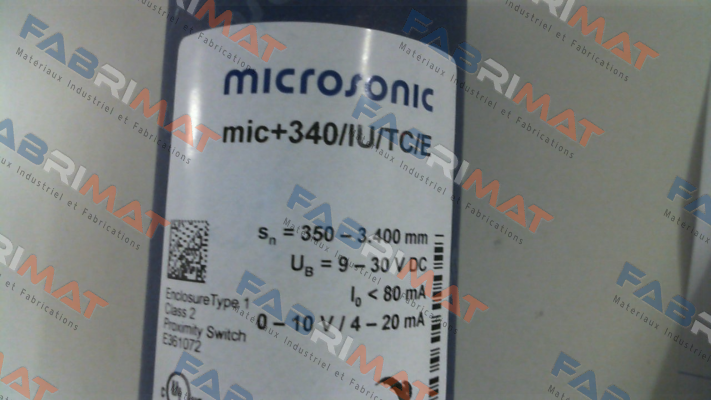 microsonic
mic+340/IU/TC/E
sn = 350 – 3.400 mm
UB = 9 – 30 V DC
I0 < 80 mA
0 – 10 V / 4 – 20 mA
Enclosure Type 1
Class 2
Proximity Switch
E361072
FABRIMAT
Materiaux Industriel et Fabrications